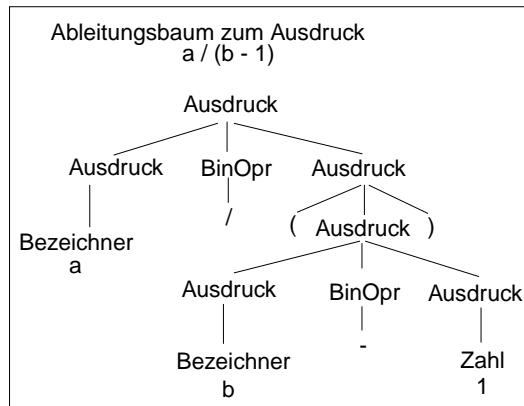 Ableitungsbaum zum Ausdruck
a / (b - 1)
Ausdruck
Ausdruck BinOpr Ausdruck
/
( Ausdruck )
Bezeichner
a
Ausdruck BinOpr Ausdruck
-
Bezeichner Zahl
b 1